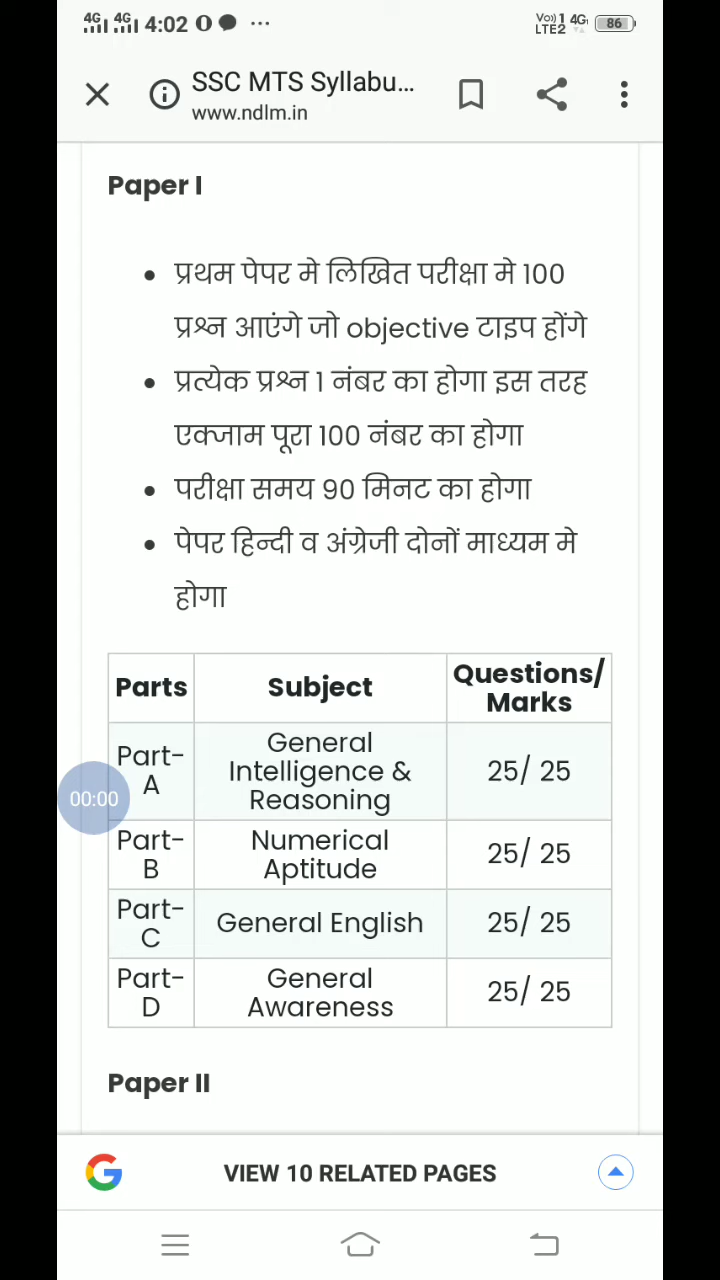 4G 4G 4:02 ... Vo) 1 4G 86
LTE2
SSC MTS Syllabu...
www.ndlm.in
Paper I
• प्रथम पेपर मे लिखित परीक्षा मे 100
प्रश्न आएंगे जो objective टाइप होंगे
• प्रत्येक प्रश्न 1 नंबर का होगा इस तरह
एक्जाम पूरा 100 नंबर का होगा
• परीक्षा समय 90 मिनट का होगा
• पेपर हिन्दी व अंग्रेजी दोनों माध्यम मे
होगा
Parts Subject Questions/
Marks
Part-
A
General
Intelligence &
Reasoning
25/ 25
00:00
Part-
B
Numerical
Aptitude
25/ 25
Part-
C
General English
25/ 25
Part-
D
General
Awareness
25/ 25
Paper II
VIEW 10 RELATED PAGES